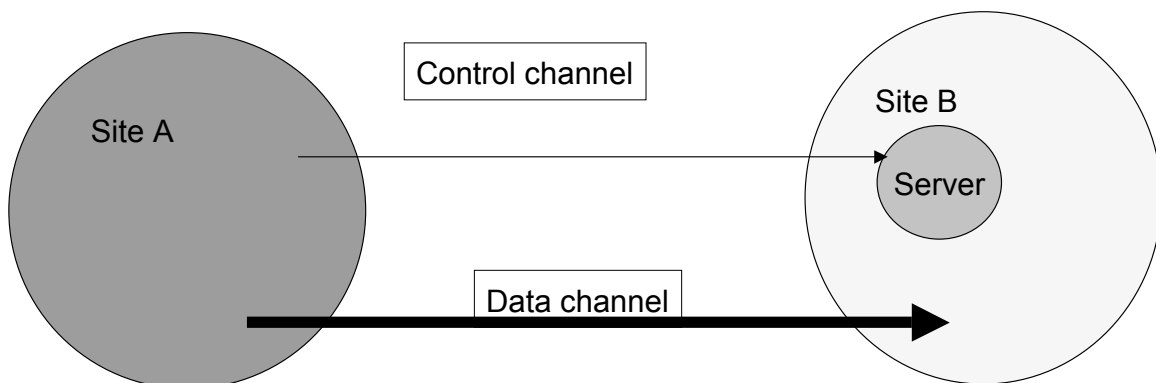 Control channel
Site A
Site B
Server
Data channel